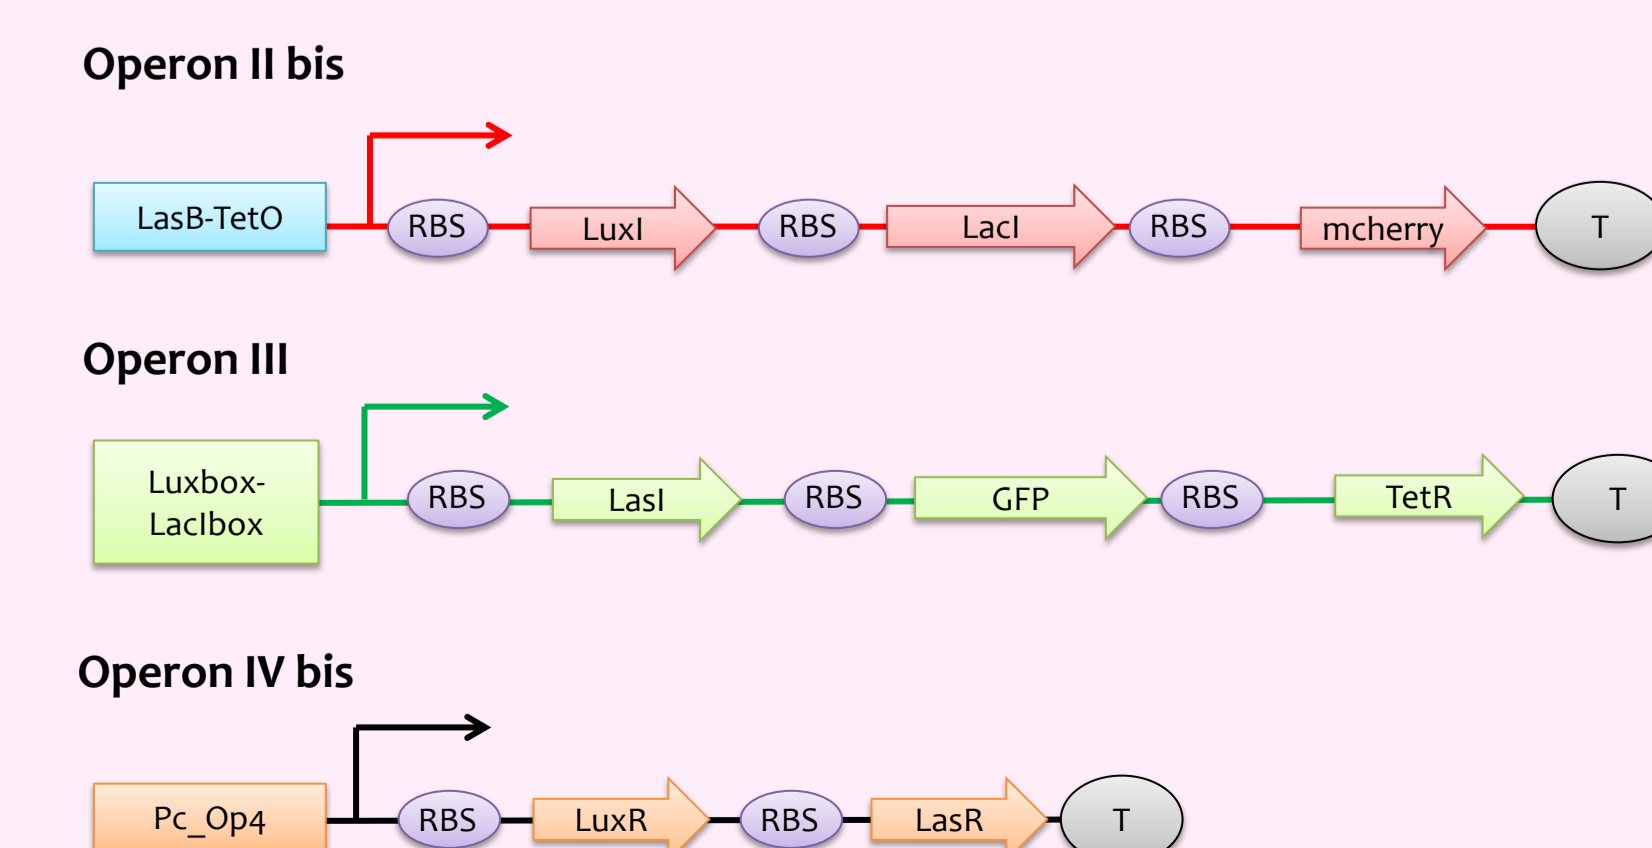 Operon II bis
LasB-TetO RBS LuxI RBS LacI RBS mcherry T
Operon III
Luxbox-
LacIbox
RBS LasI RBS GFP RBS TetR T
Operon IV bis
Pc_Op4 RBS LuxR RBS LasR T